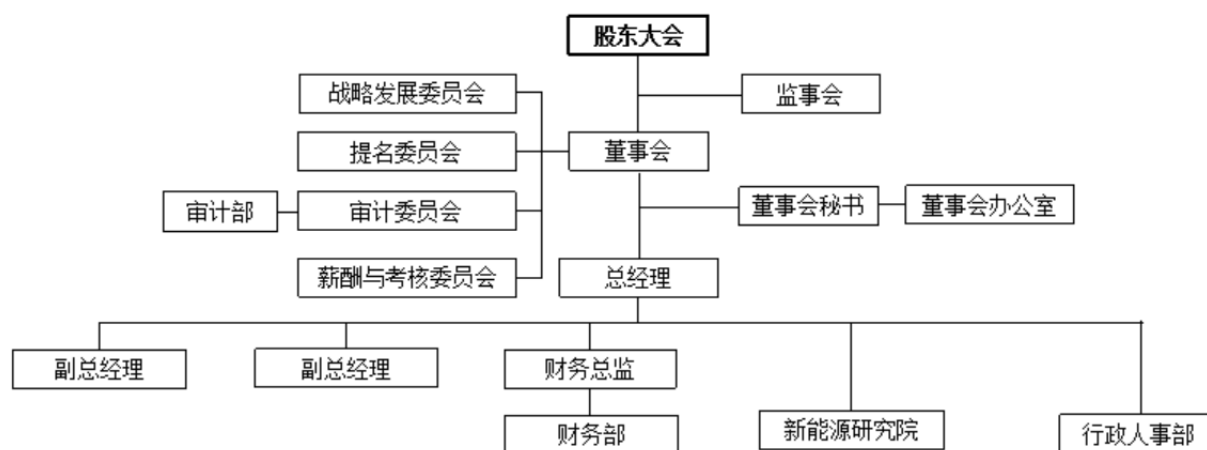 股东大会
战略发展委员会
监事会
提名委员会
董事会
审计部
审计委员会
董事会秘书
董事会办公室
薪酬与考核委员会
总经理
副总经理
副总经理
财务总监
财务部
新能源研究院
行政人事部